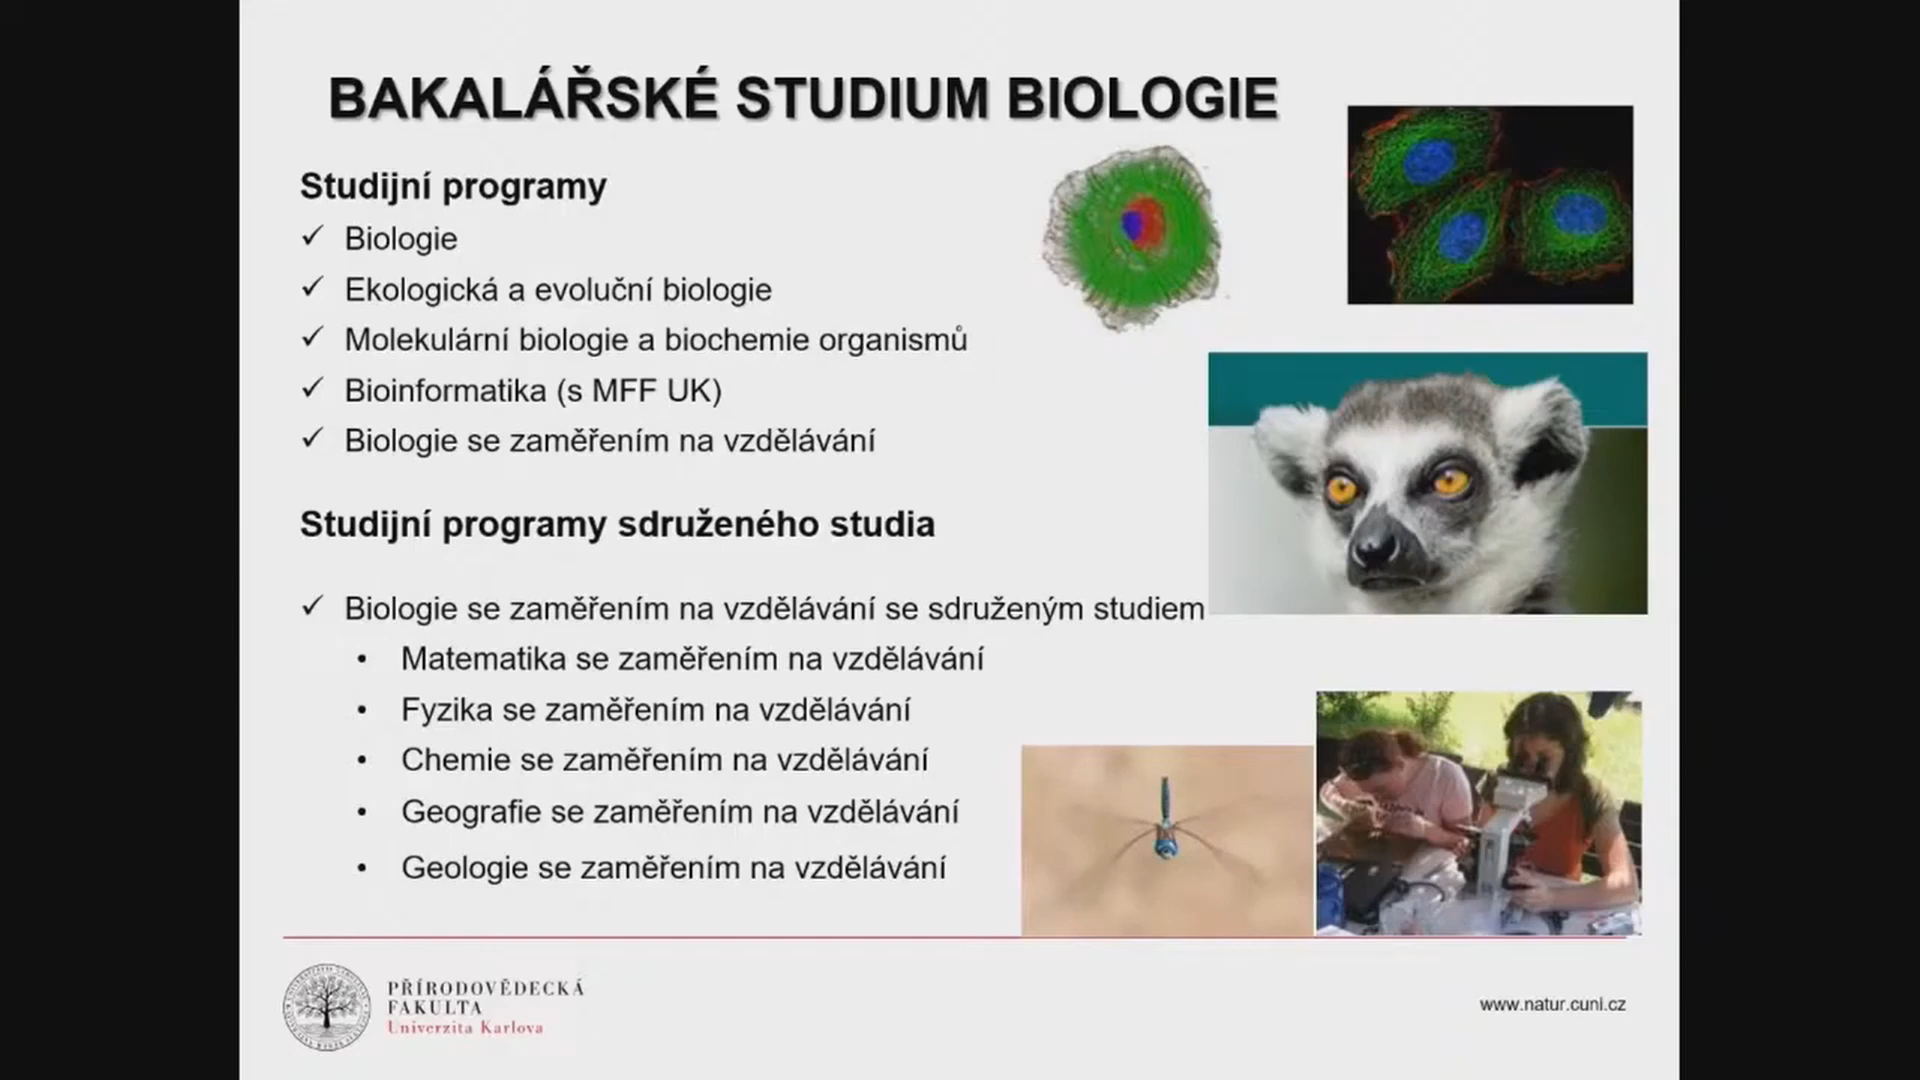 BAKALÁŘSKÉ STUDIUM BIOLOGIE
Studijní programy
✓ Biologie
✓ Ekologická a evoluční biologie
✓ Molekulární biologie a biochemie organismů
✓ Bioinformatika (s MFF UK)
✓ Biologie se zaměřením na vzdělávání
Studijní programy sdruženého studia
✓ Biologie se zaměřením na vzdělávání se sdruženým studiem
• Matematika se zaměřením na vzdělávání
• Fyzika se zaměřením na vzdělávání
• Chemie se zaměřením na vzdělávání
• Geografie se zaměřením na vzdělávání
• Geologie se zaměřením na vzdělávání
PŘÍRODOVĚDECKÁ
FAKULTA
Univerzita Karlova
www.natur.cuni.cz